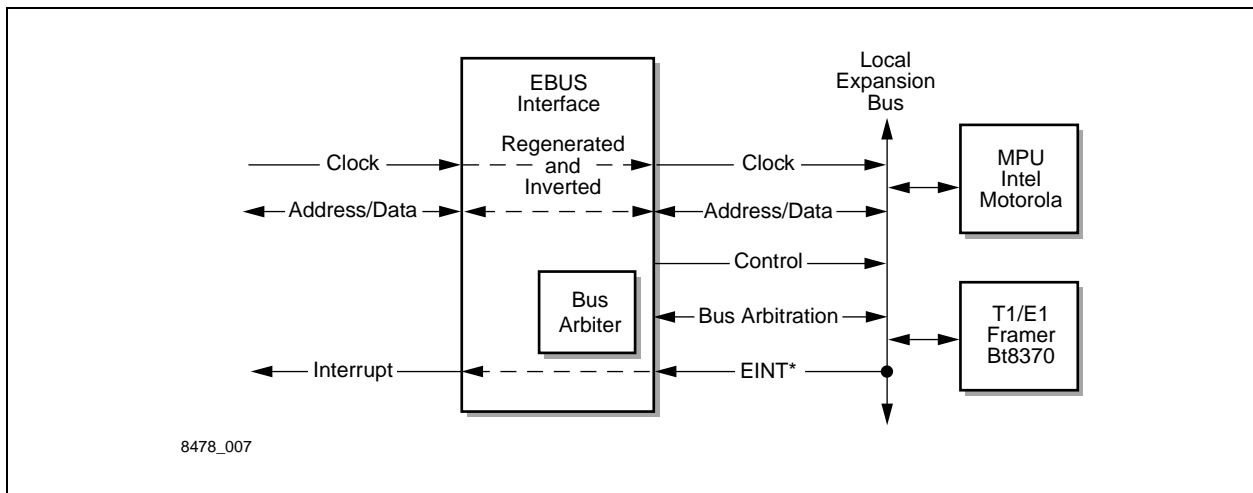 EBUS
Interface
Regenerated
and
Inverted
Clock
Address/Data
Bus
Arbiter
Interrupt
Clock
Address/Data
Control
Bus Arbitration
EINT*
Local
Expansion
Bus
MPU
Intel
Motorola
T1/E1
Framer
Bt8370
8478_007